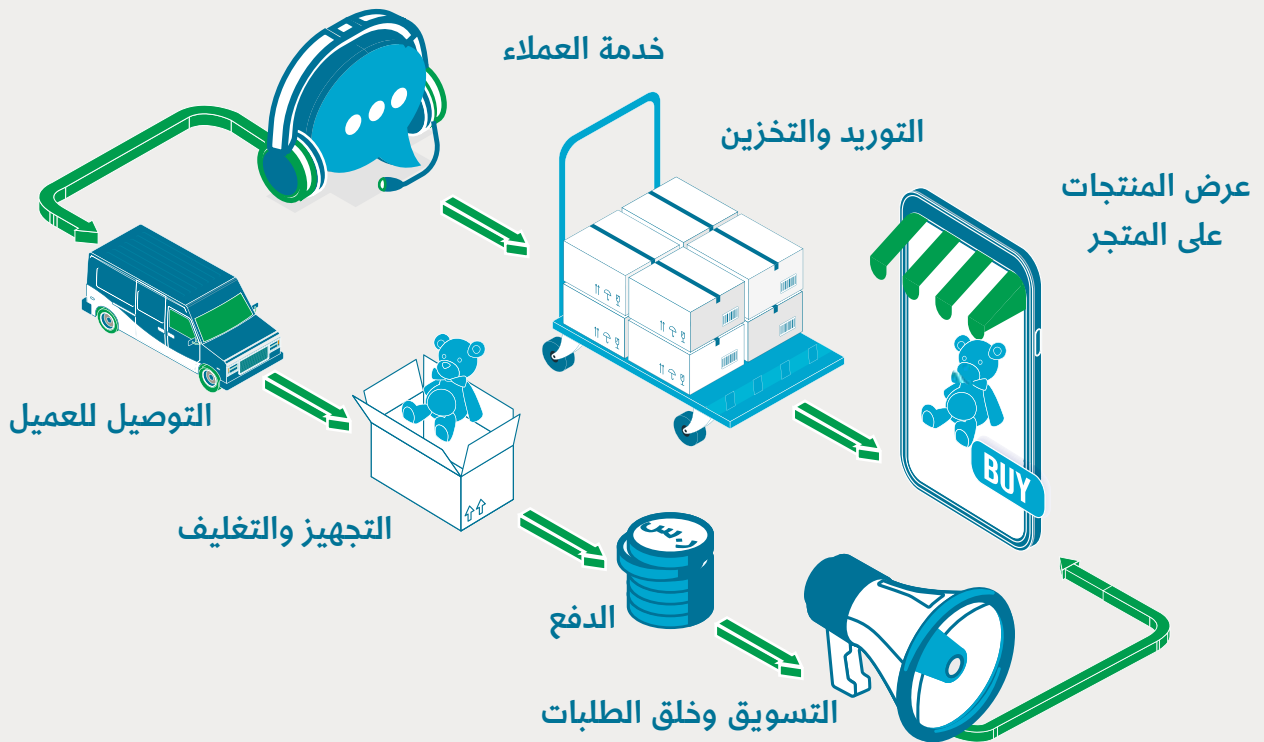 خدمة العملاء
التوريد والتخزين
عرض المنتجات
على المتجر
BUY
التوصيل للعميل
التجهيز والتغليف
ر.س
الدفع
التسويق وخلق الطلبات